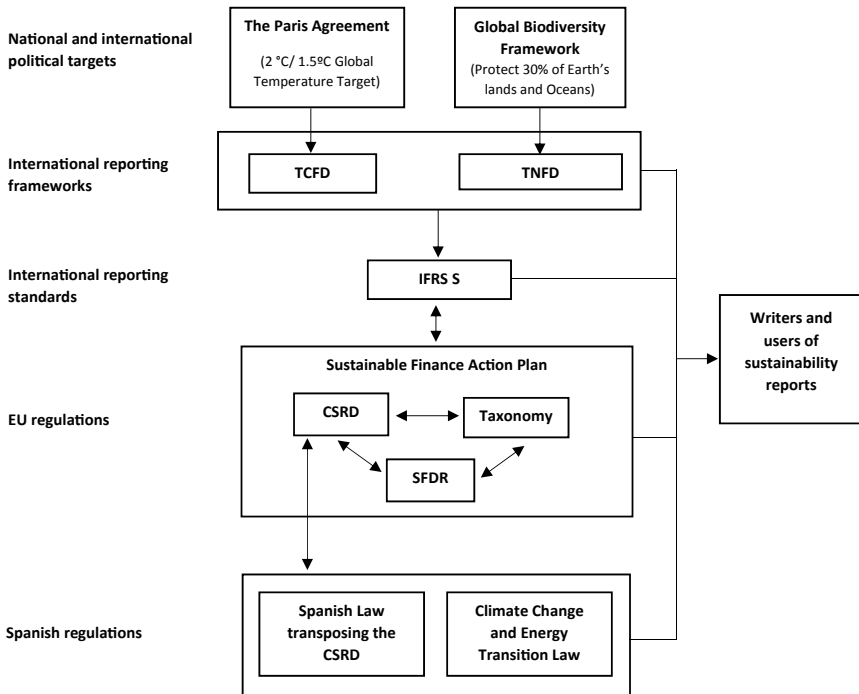 National and international
political targets
The Paris Agreement
(2 °C/ 1.5ºC Global
Temperature Target)
Global Biodiversity
Framework
(Protect 30% of Earth’s
lands and Oceans)
International reporting
frameworks
TCFD
TNFD
International reporting
standards
IFRS S
Writers and
users of
sustainability
reports
EU regulations
Sustainable Finance Action Plan
CSRD
Taxonomy
SFDR
Spanish regulations
Spanish Law
transposing the
CSRD
Climate Change
and Energy
Transition Law